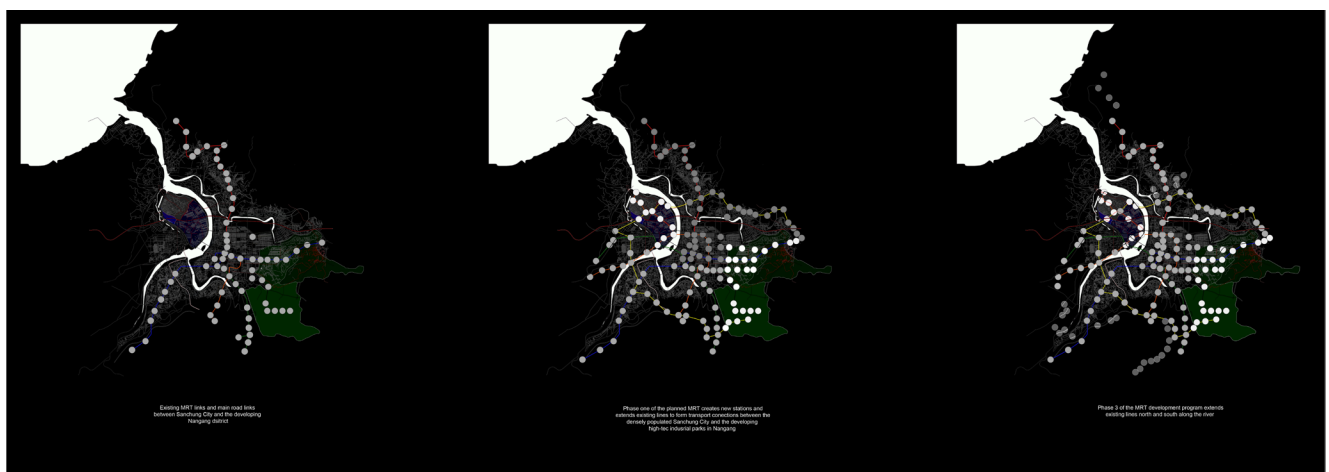 Existing MRT links and main road links
between Sanchung City and the developing
Nangang district
Phase one of the planned MRT creates new stations and
extends existing lines to form transport conections between the
densely populated Sanchung City and the developing
high-tec indusrial parks in Nangang
Phase 3 of the MRT development program extends
existing lines north and south along the river